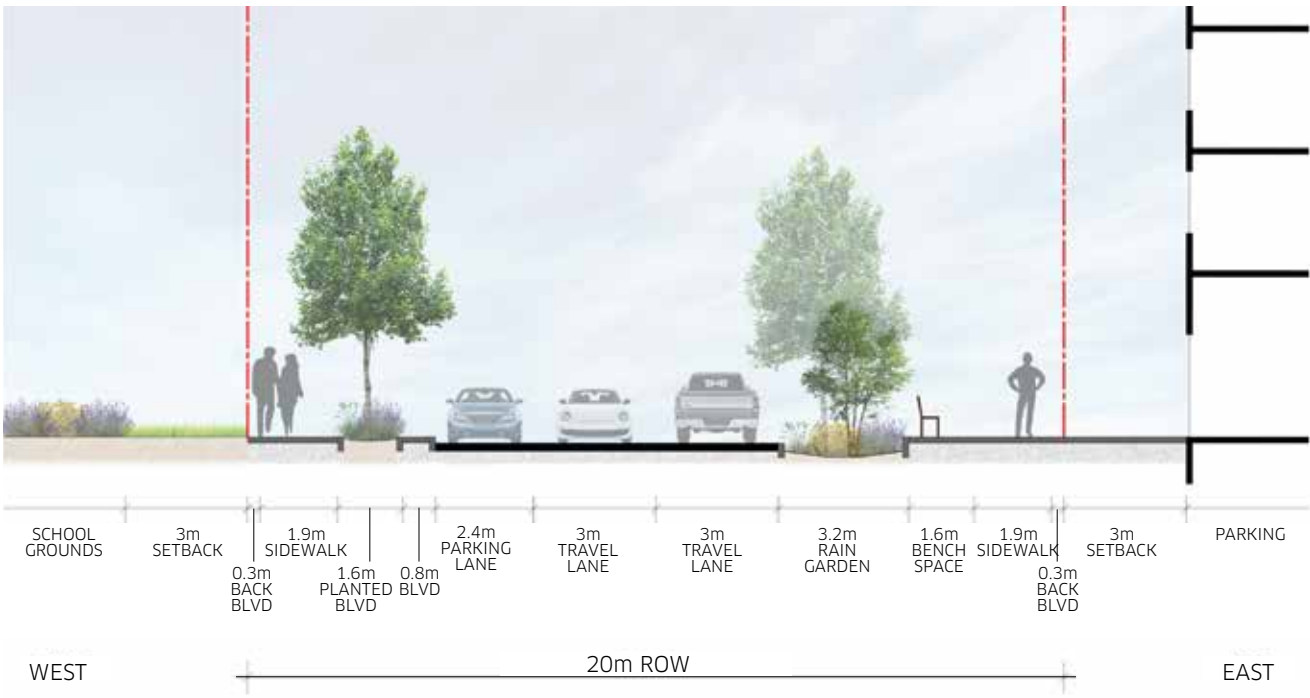 SCHOOL
GROUNDS
3m
SETBACK
0.3m
BACK
BLVD
1.9m
SIDEWALK
1.6m
PLANTED
BLVD
0.8m
BLVD
2.4m
PARKING
LANE
3m
TRAVEL
LANE
3m
TRAVEL
LANE
3.2m
RAIN
GARDEN
1.6m
BENCH
SPACE
1.9m
SIDEWALK
0.3m
BACK
BLVD
3m
SETBACK
PARKING
WEST
20m ROW
EAST